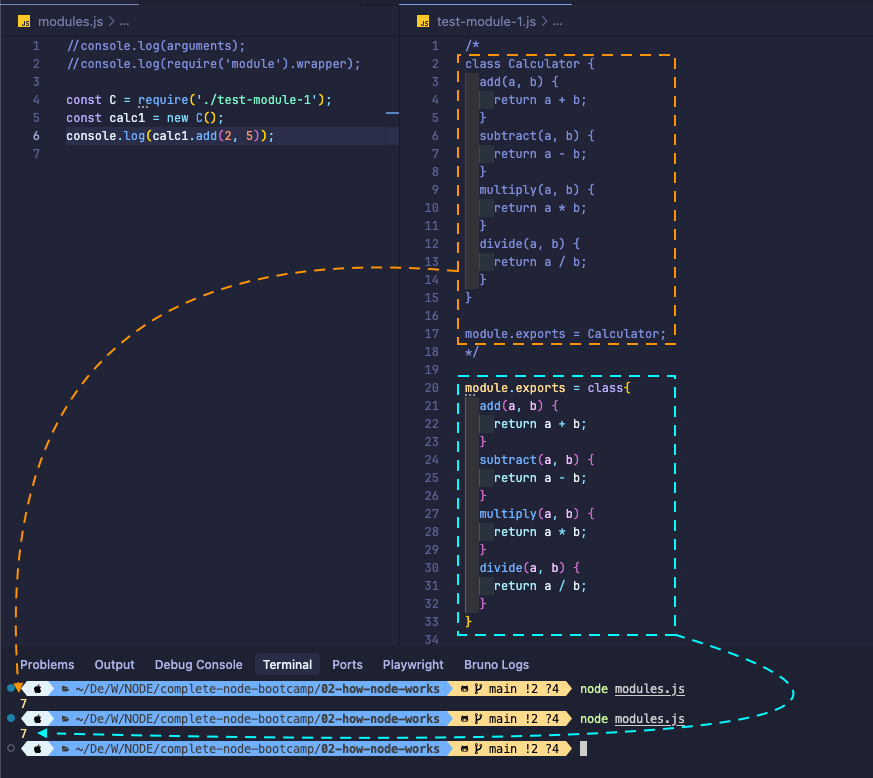 JS modules.js > ...
1 //console.log(arguments);
2 //console.log(require('module').wrapper);
3
4 const C = require('./test-module-1');
5 const calc1 = new C();
6 console.log(calc1.add(2, 5));
7
JS test-module-1.js > ...
1 /*
2 class Calculator {
3 add(a, b) {
4 return a + b;
5 }
6 subtract(a, b) {
7 return a - b;
8 }
9 multiply(a, b) {
10 return a * b;
11 }
12 divide(a, b) {
13 return a / b;
14 }
15 }
16
17 module.exports = Calculator;
18 */
19
20 module.exports = class{
21 add(a, b) {
22 return a + b;
23 }
24 subtract(a, b) {
25 return a - b;
26 }
27 multiply(a, b) {
28 return a * b;
29 }
30 divide(a, b) {
31 return a / b;
32 }
33 }
34
Problems Output Debug Console Terminal Ports Playwright Bruno Logs
~/De/W/NODE/complete-node-bootcamp/02-how-node-works main !2 ?4 node modules.js
7
~/De/W/NODE/complete-node-bootcamp/02-how-node-works main !2 ?4 node modules.js
7
~/De/W/NODE/complete-node-bootcamp/02-how-node-works main !2 ?4